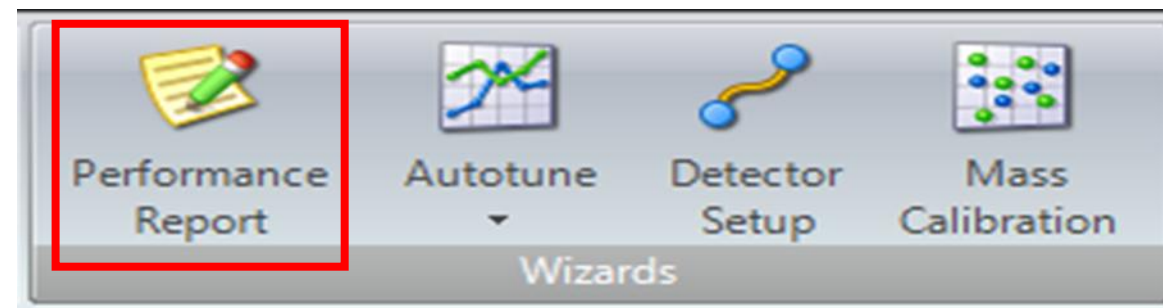 Performance Report
Autotune
Detector Setup
Mass Calibration
Wizards